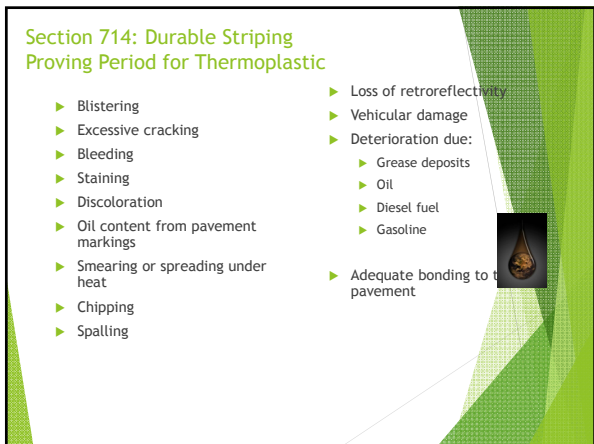 Section 714: Durable Striping
Proving Period for Thermoplastic
Blistering
Excessive cracking
Bleeding
Staining
Discoloration
Oil content from pavement
markings
Smearing or spreading under
heat
Chipping
Spalling
Loss of retroreflectivity
Vehicular damage
Deterioration due:
Grease deposits
Oil
Diesel fuel
Gasoline
Adequate bonding to t
pavement